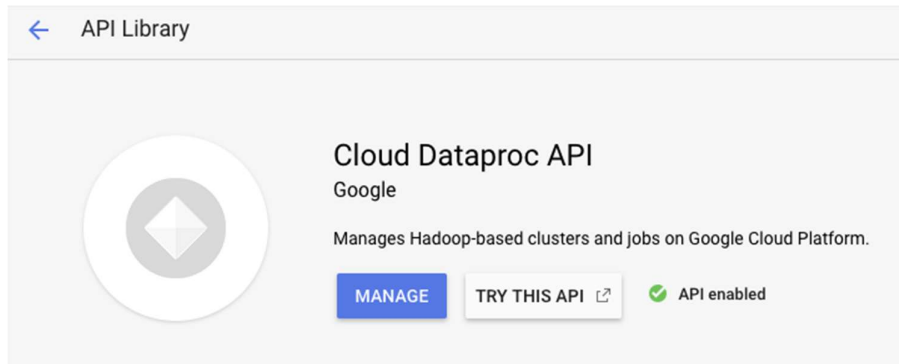 API Library
Cloud Dataproc API
Google
Manages Hadoop-based clusters and jobs on Google Cloud Platform.
MANAGE TRY THIS API API enabled